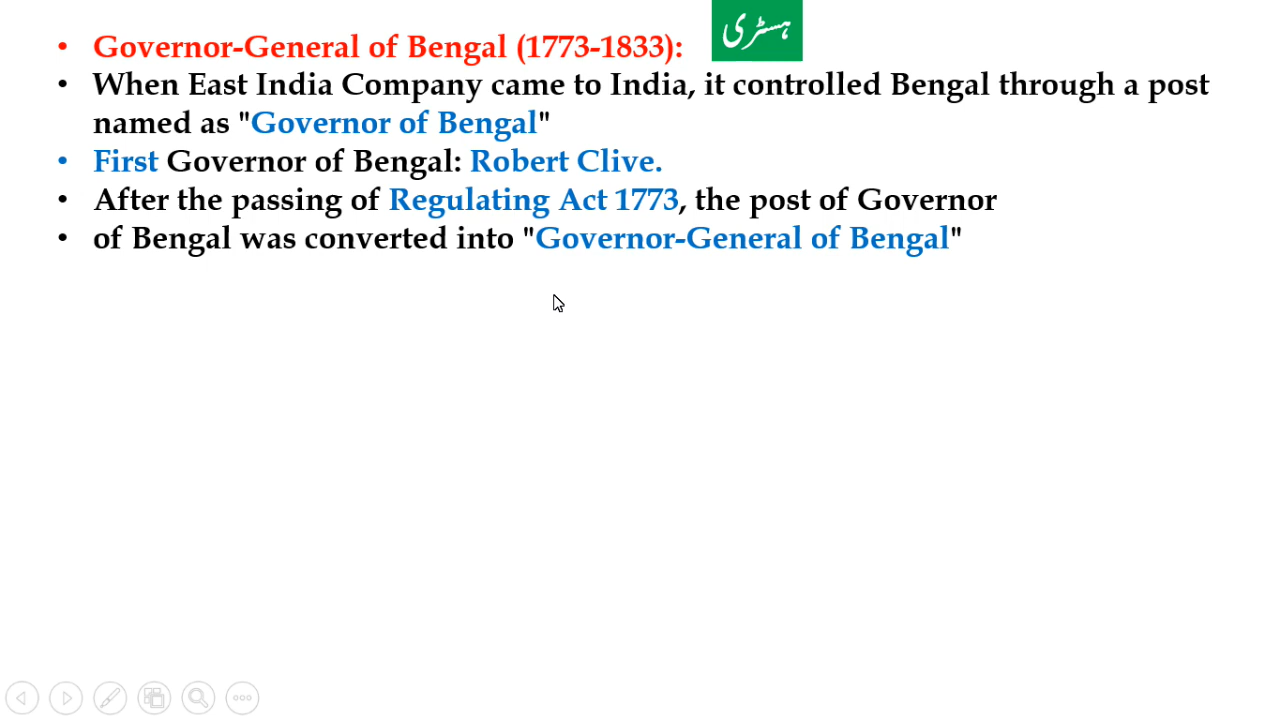 • Governor-General of Bengal (1773-1833):
ہسٹری
• When East India Company came to India, it controlled Bengal through a post
named as "Governor of Bengal"
• First Governor of Bengal: Robert Clive.
• After the passing of Regulating Act 1773, the post of Governor
• of Bengal was converted into "Governor-General of Bengal"